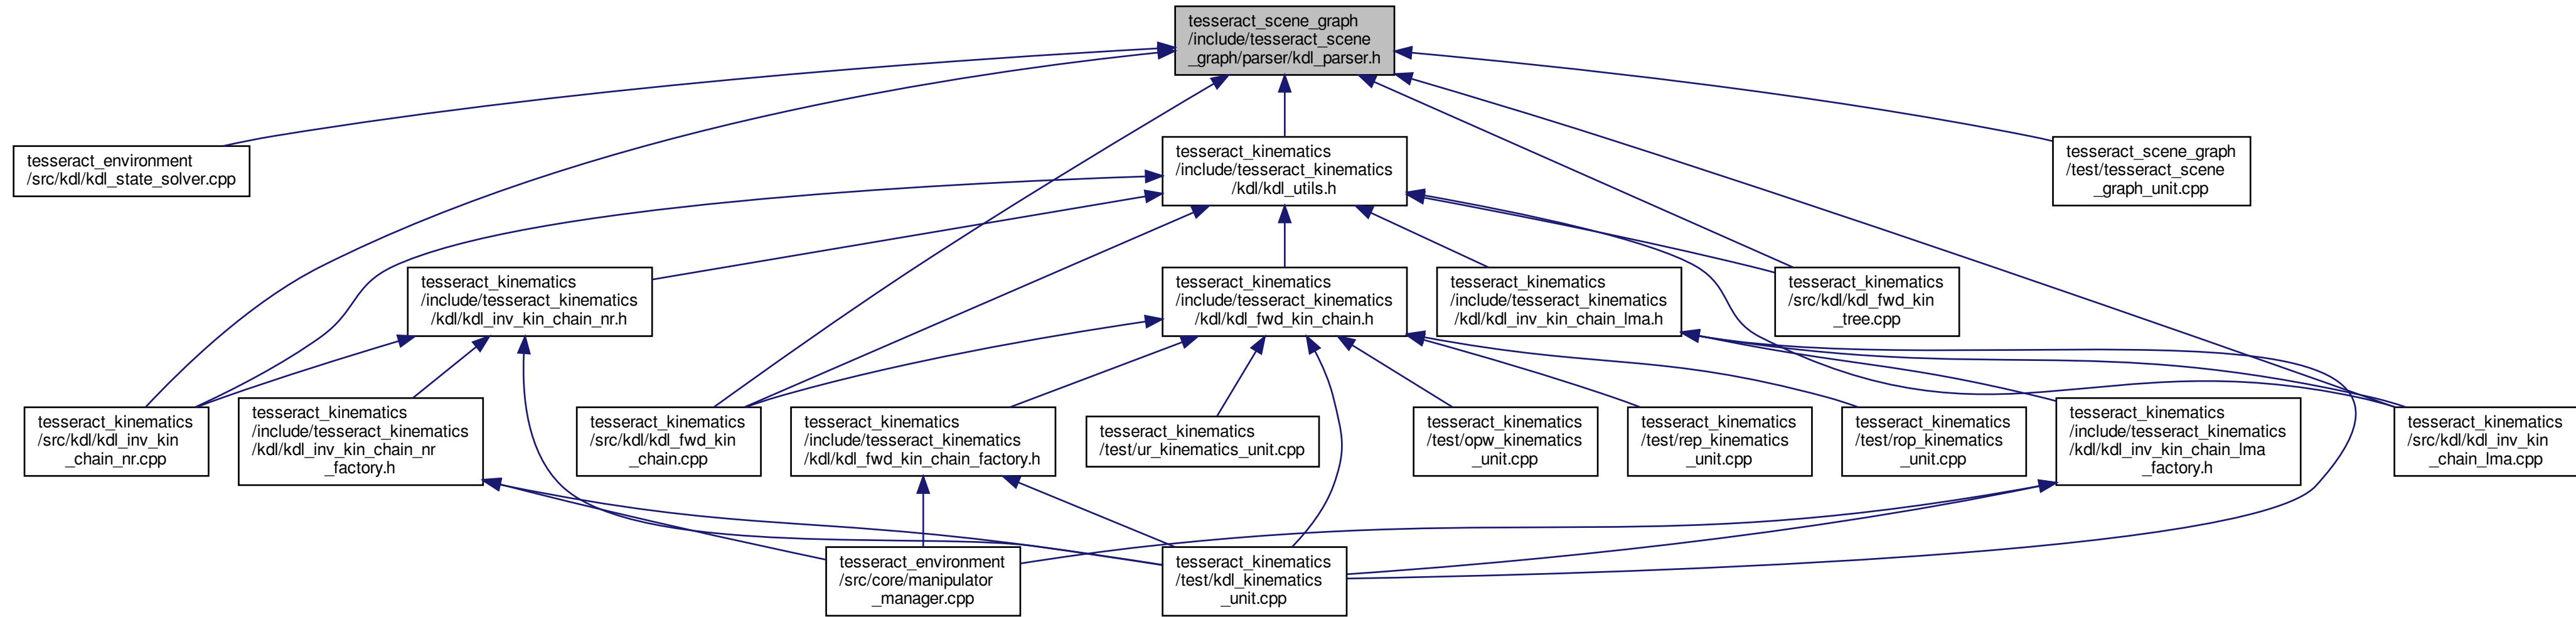 tesseract_scene_graph
/include/tesseract_scene
_graph/parser/kdl_parser.h
tesseract_environment
/src/kdl/kdl_state_solver.cpp
tesseract_kinematics
/include/tesseract_kinematics
/kdl/kdl_utils.h
tesseract_scene_graph
/test/tesseract_scene
_graph_unit.cpp
tesseract_kinematics
/include/tesseract_kinematics
/kdl/kdl_inv_kin_chain_nr.h
tesseract_kinematics
/include/tesseract_kinematics
/kdl/kdl_fwd_kin_chain.h
tesseract_kinematics
/include/tesseract_kinematics
/kdl/kdl_inv_kin_chain_lma.h
tesseract_kinematics
/src/kdl/kdl_fwd_kin
_tree.cpp
tesseract_kinematics
/src/kdl/kdl_inv_kin
_chain_nr.cpp
tesseract_kinematics
/include/tesseract_kinematics
/kdl/kdl_inv_kin_chain_nr
_factory.h
tesseract_kinematics
/src/kdl/kdl_fwd_kin
_chain.cpp
tesseract_kinematics
/include/tesseract_kinematics
/kdl/kdl_fwd_kin_chain_factory.h
tesseract_kinematics
/test/ur_kinematics_unit.cpp
tesseract_kinematics
/test/opw_kinematics
_unit.cpp
tesseract_kinematics
/test/rep_kinematics
_unit.cpp
tesseract_kinematics
/test/rop_kinematics
_unit.cpp
tesseract_kinematics
/include/tesseract_kinematics
/kdl/kdl_inv_kin_chain_lma
_factory.h
tesseract_kinematics
/src/kdl/kdl_inv_kin
_chain_lma.cpp
tesseract_environment
/src/core/manipulator
_manager.cpp
tesseract_kinematics
/test/kdl_kinematics
_unit.cpp